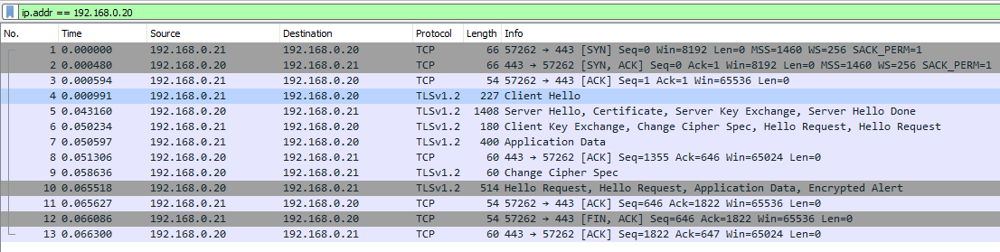 ip.addr == 192.168.0.20
No. Time Source Destination Protocol Length Info
1 0.000000 192.168.0.21 192.168.0.20 TCP 66 57262 → 443 [SYN] Seq=0 Win=8192 Len=0 MSS=1460 WS=256 SACK_PERM=1
2 0.000480 192.168.0.20 192.168.0.21 TCP 66 443 → 57262 [SYN, ACK] Seq=0 Ack=1 Win=8192 Len=0 MSS=1460 WS=256 SACK_PERM=1
3 0.000594 192.168.0.21 192.168.0.20 TCP 54 57262 → 443 [ACK] Seq=1 Ack=1 Win=65536 Len=0
4 0.000991 192.168.0.21 192.168.0.20 TLSv1.2 227 Client Hello
5 0.043160 192.168.0.20 192.168.0.21 TLSv1.2 1408 Server Hello, Certificate, Server Key Exchange, Server Hello Done
6 0.050234 192.168.0.21 192.168.0.20 TLSv1.2 180 Client Key Exchange, Change Cipher Spec, Hello Request, Hello Request
7 0.050597 192.168.0.21 192.168.0.20 TLSv1.2 400 Application Data
8 0.051306 192.168.0.20 192.168.0.21 TCP 60 443 → 57262 [ACK] Seq=1355 Ack=646 Win=65024 Len=0
9 0.058636 192.168.0.20 192.168.0.21 TLSv1.2 60 Change Cipher Spec
10 0.065518 192.168.0.20 192.168.0.21 TLSv1.2 514 Hello Request, Hello Request, Application Data, Encrypted Alert
11 0.065627 192.168.0.21 192.168.0.20 TCP 54 57262 → 443 [ACK] Seq=646 Ack=1822 Win=65536 Len=0
12 0.066086 192.168.0.21 192.168.0.20 TCP 54 57262 → 443 [FIN, ACK] Seq=646 Ack=1822 Win=65536 Len=0
13 0.066300 192.168.0.20 192.168.0.21 TCP 60 443 → 57262 [ACK] Seq=1822 Ack=647 Win=65024 Len=0